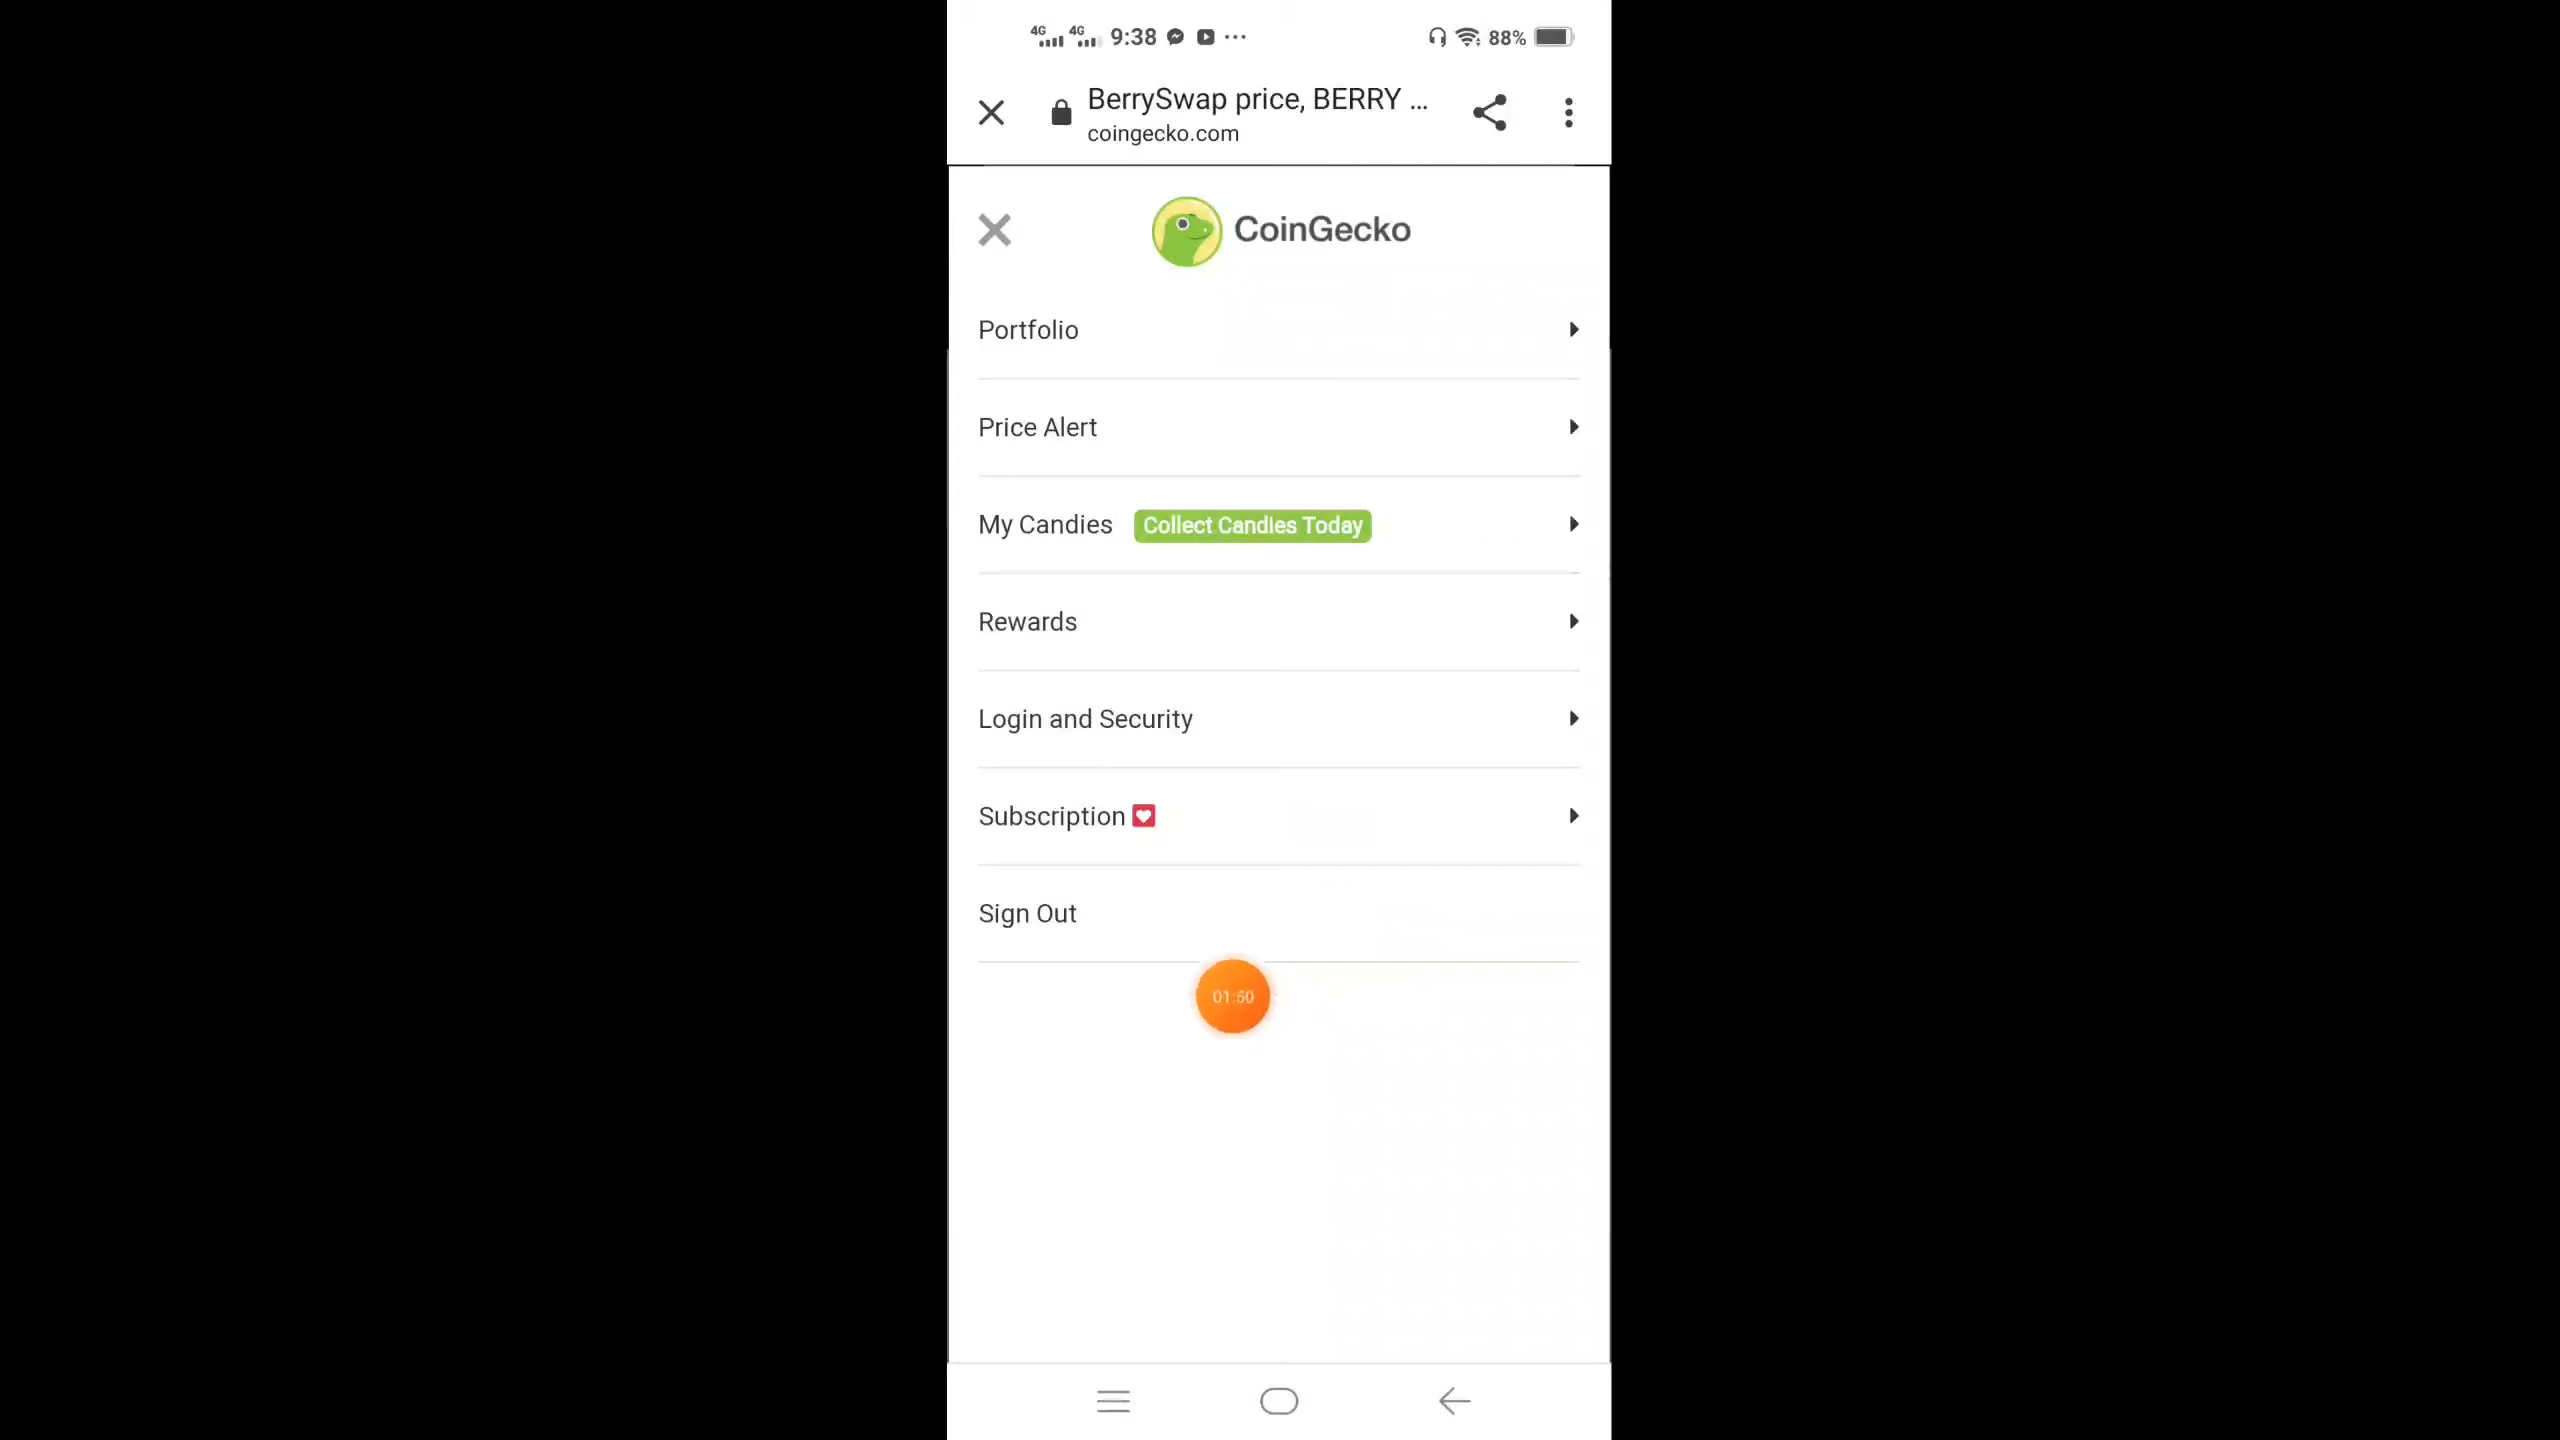 4G 4G 9:38 88%
BerrySwap price, BERRY ...
coingecko.com
CoinGecko
Portfolio
Price Alert
My Candies Collect Candies Today
Rewards
Login and Security
Subscription
Sign Out
01:50